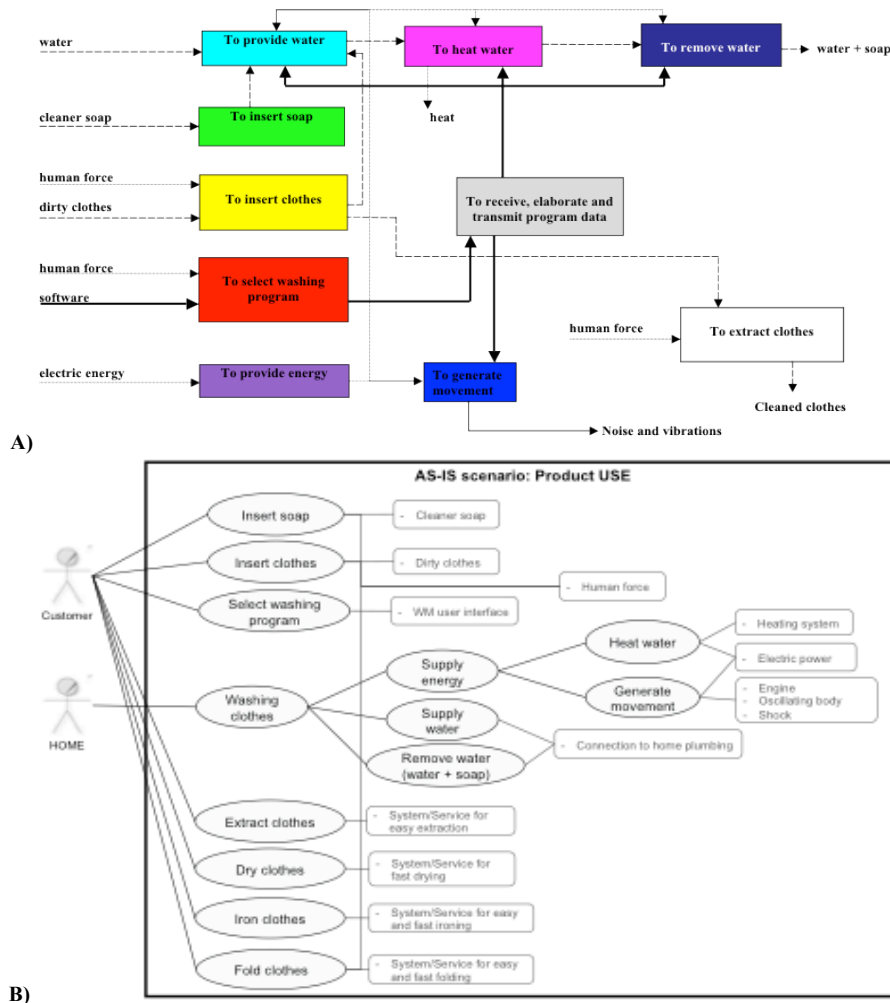 water
To provide water
To heat water
To remove water
water + soap
cleaner soap
To insert soap
heat
human force
dirty clothes
To insert clothes
To receive, elaborate and
transmit program data
human force
software
To select washing
program
human force
To extract clothes
electric energy
To provide energy
To generate
movement
Cleaned clothes
Noise and vibrations
A)
AS-IS scenario: Product USE
Insert soap
- Cleaner soap
Insert clothes
- Dirty clothes
- Human force
Customer
Select washing
program
- WM user interface
Heat water
- Heating system
Supply
energy
- Electric power
Generate
movement
- Engine
- Oscillating body
- Shock
Washing
clothes
HOME
Supply
water
- Connection to home plumbing
Remove water
(water + soap)
Extract clothes
- System/Service for
easy extraction
Dry clothes
- System/Service for
fast drying
Iron clothes
- System/Service for easy
and fast ironing
Fold clothes
- System/Service for easy
and fast folding
B)